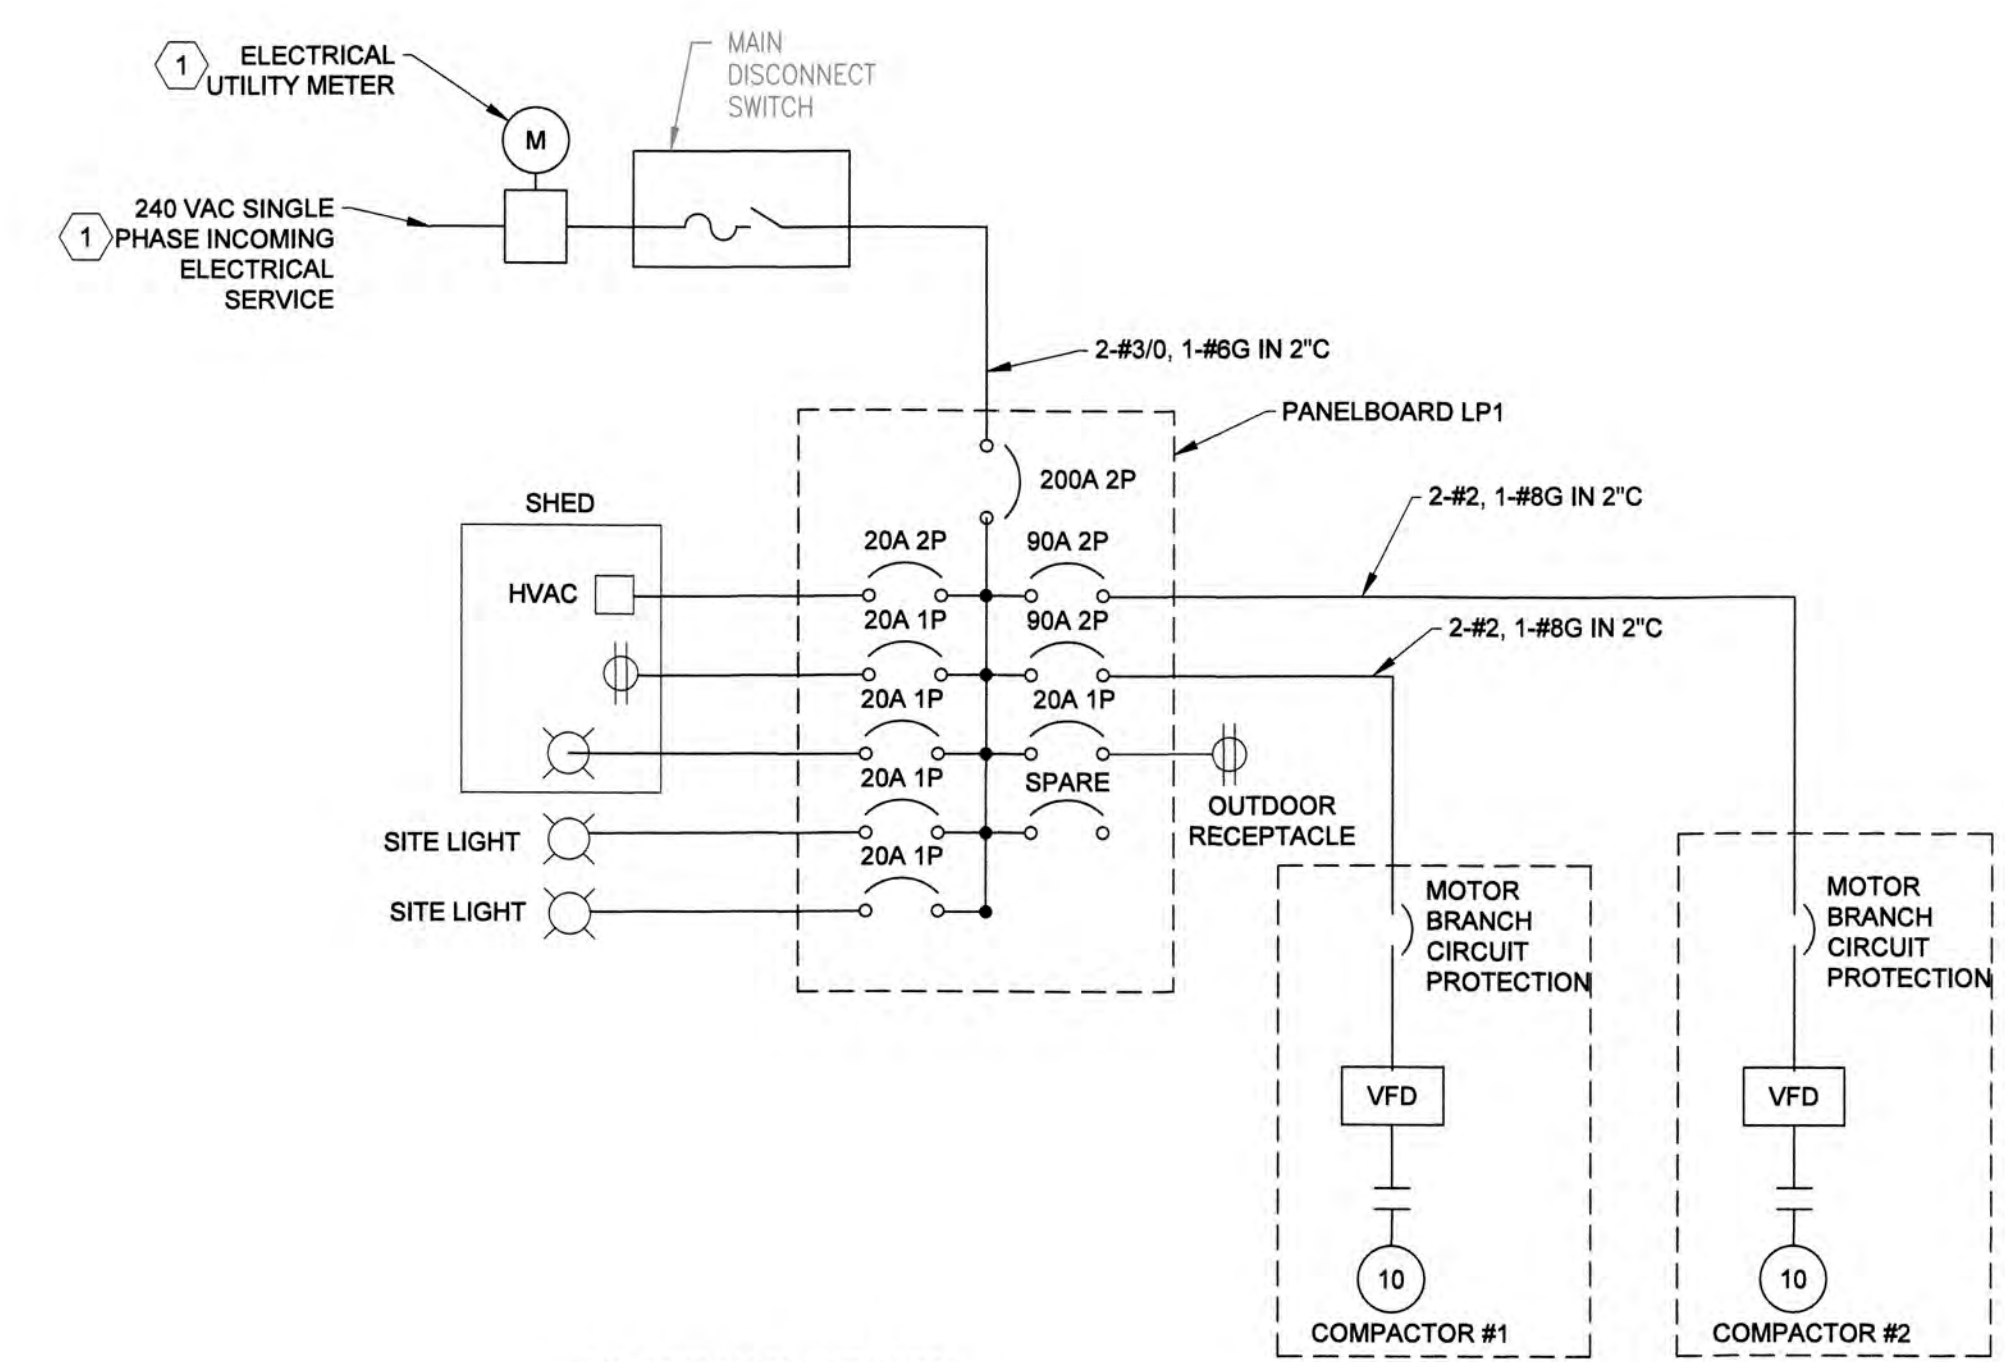 1
ELECTRICAL
UTILITY METER
MAIN
DISCONNECT
SWITCH
M
1
240 VAC SINGLE
PHASE INCOMING
ELECTRICAL
SERVICE
2-#3/0, 1-#6G IN 2"C
PANELBOARD LP1
200A 2P
2-#2, 1-#8G IN 2"C
SHED
20A 2P
90A 2P
HVAC
20A 1P
90A 2P
2-#2, 1-#8G IN 2"C
20A 1P
20A 1P
20A 1P
SPARE
OUTDOOR
RECEPTACLE
SITE LIGHT
20A 1P
SITE LIGHT
MOTOR
BRANCH
CIRCUIT
PROTECTION
MOTOR
BRANCH
CIRCUIT
PROTECTION
VFD
VFD
10
10
COMPACTOR #1
COMPACTOR #2